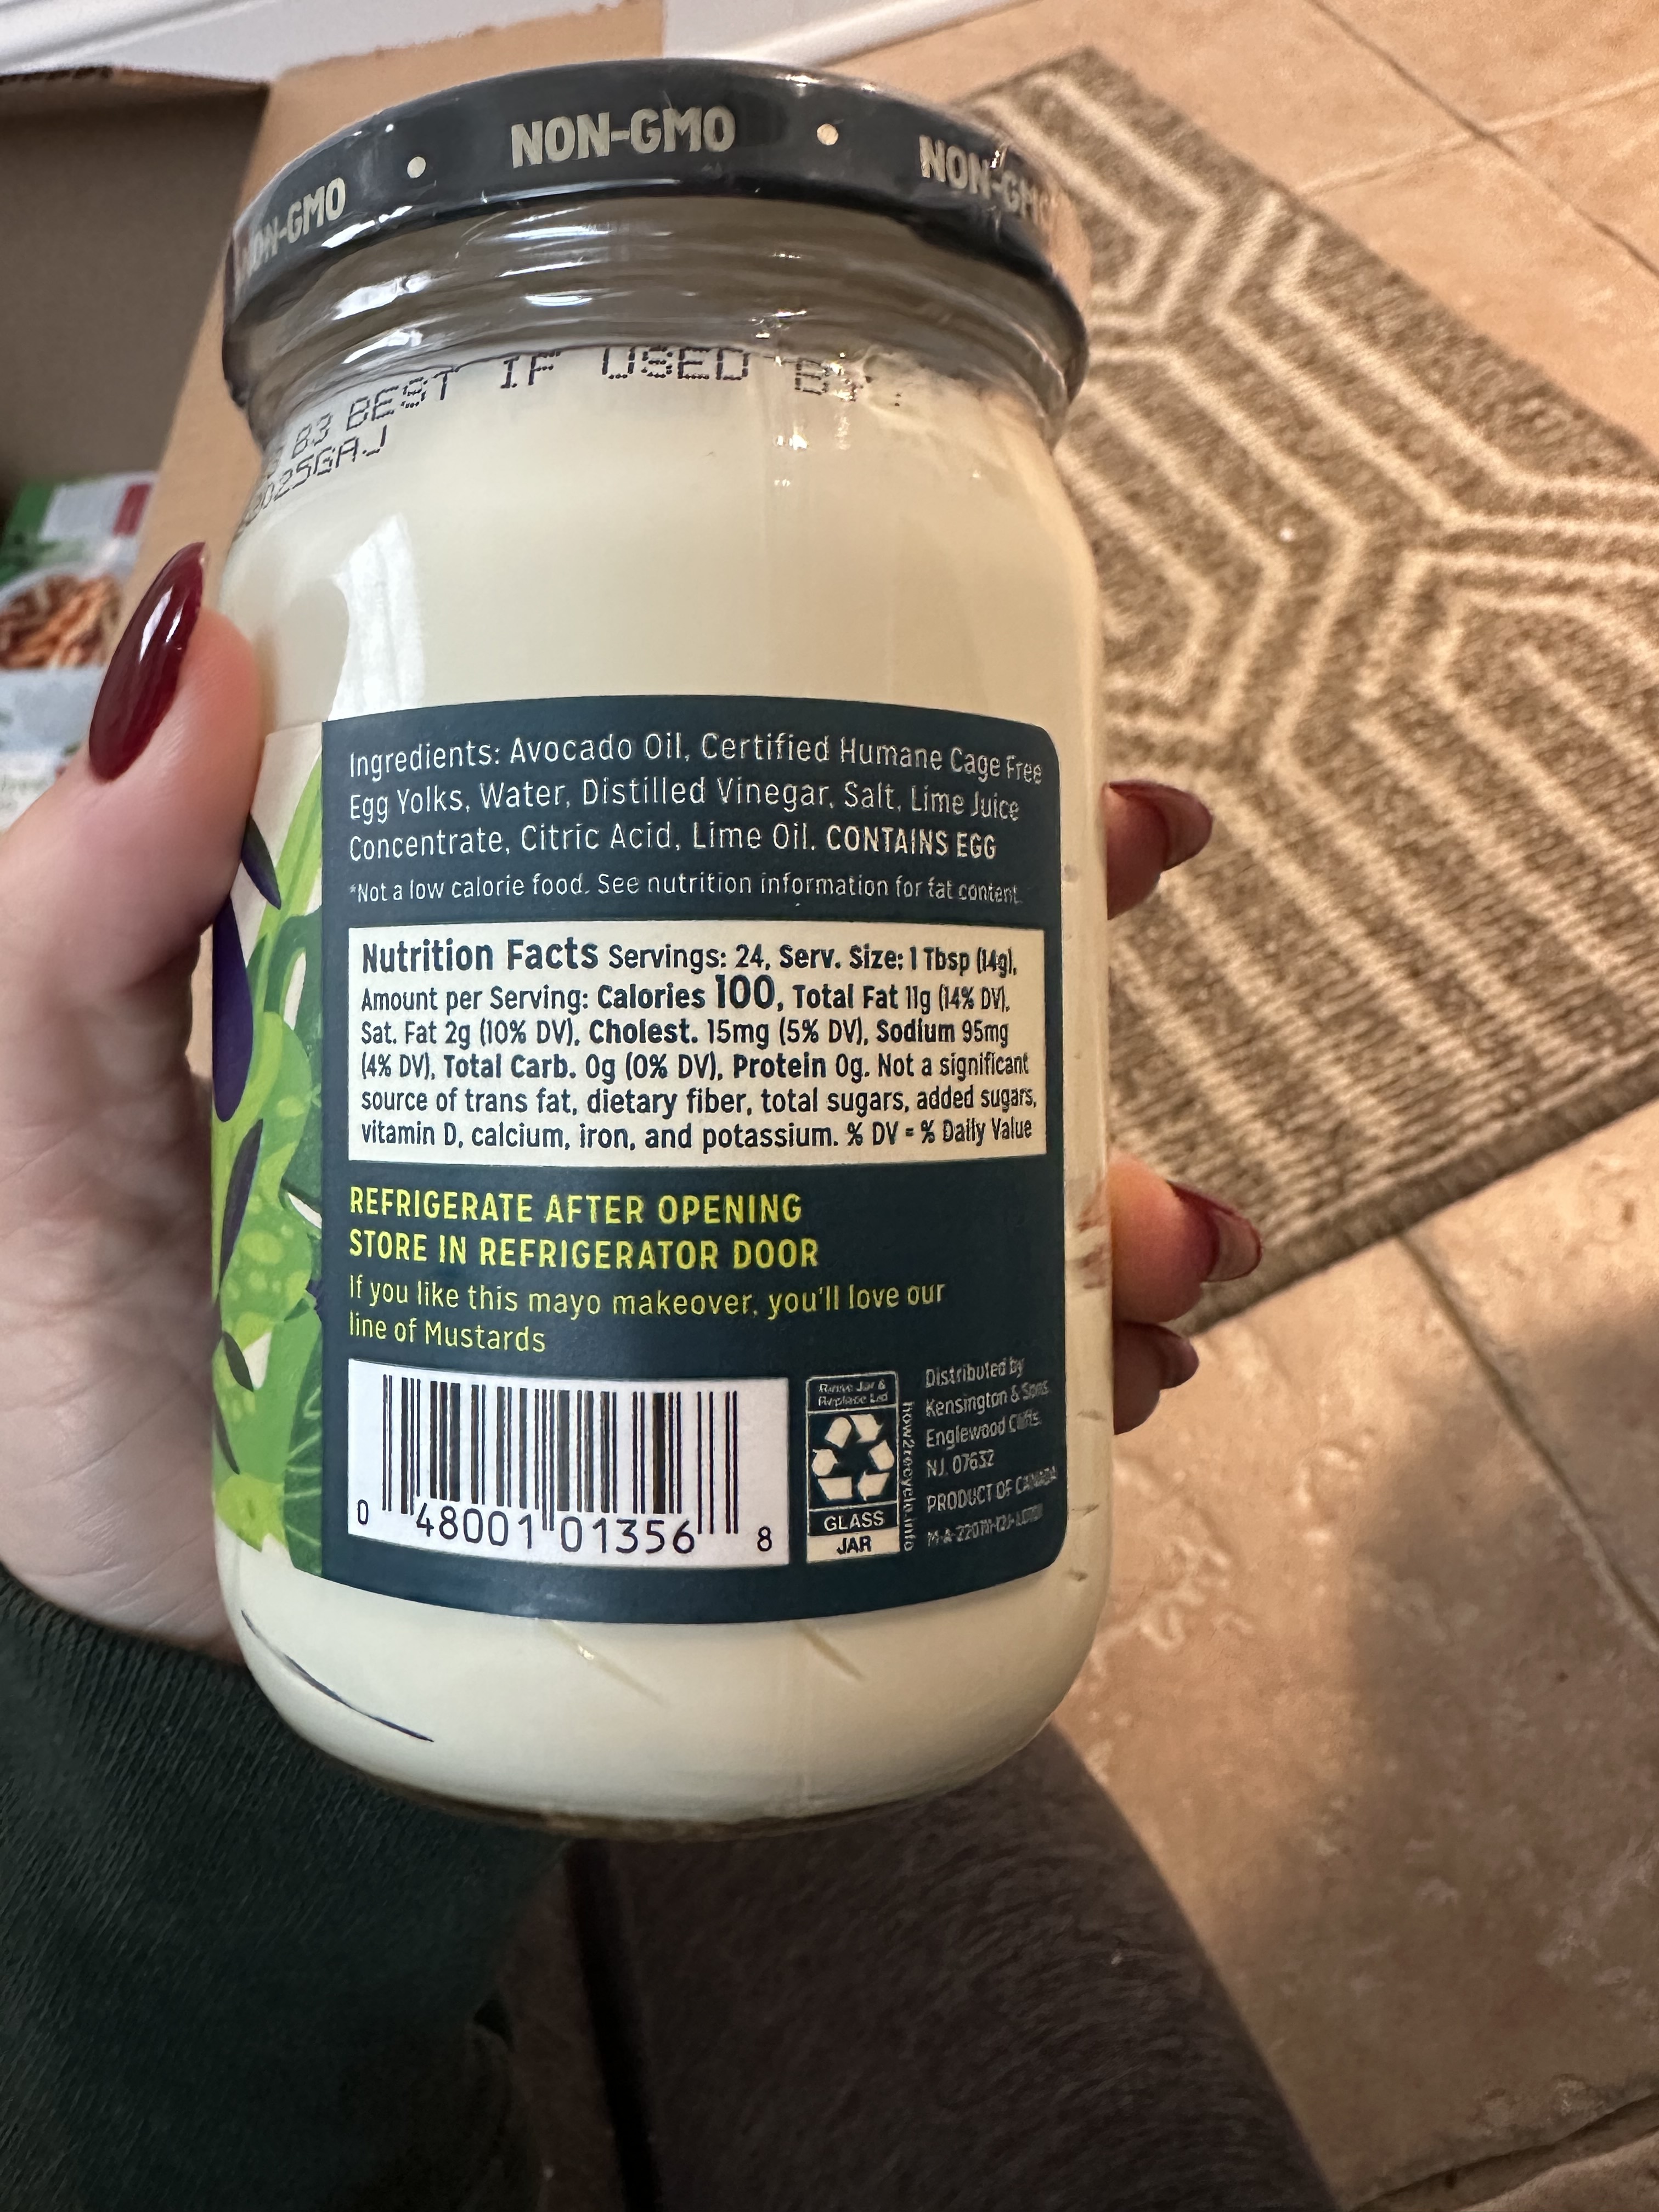 NON-GMO • NON-GMO • NON-GMO
B3 BEST IF USED BY:
2025GAJ
Ingredients: Avocado Oil, Certified Humane Cage Free
Egg Yolks, Water, Distilled Vinegar, Salt, Lime Juice
Concentrate, Citric Acid, Lime Oil. CONTAINS EGG
*Not a low calorie food. See nutrition information for fat content.
Nutrition Facts Servings: 24, Serv. Size: 1 Tbsp (14g),
Amount per Serving: Calories 100, Total Fat 11g (14% DV),
Sat. Fat 2g (10% DV), Cholest. 15mg (5% DV), Sodium 95mg
(4% DV), Total Carb. 0g (0% DV), Protein 0g. Not a significant
source of trans fat, dietary fiber, total sugars, added sugars,
vitamin D, calcium, iron, and potassium. % DV = % Daily Value
REFRIGERATE AFTER OPENING
STORE IN REFRIGERATOR DOOR
If you like this mayo makeover, you'll love our
line of Mustards
0 48001 01356 8
Rinse Jar &
Replace Lid
GLASS
JAR
how2recycle.info
Distributed by
Kensington & Sons.
Englewood Cliffs.
NJ. 07632
PRODUCT OF CANADA